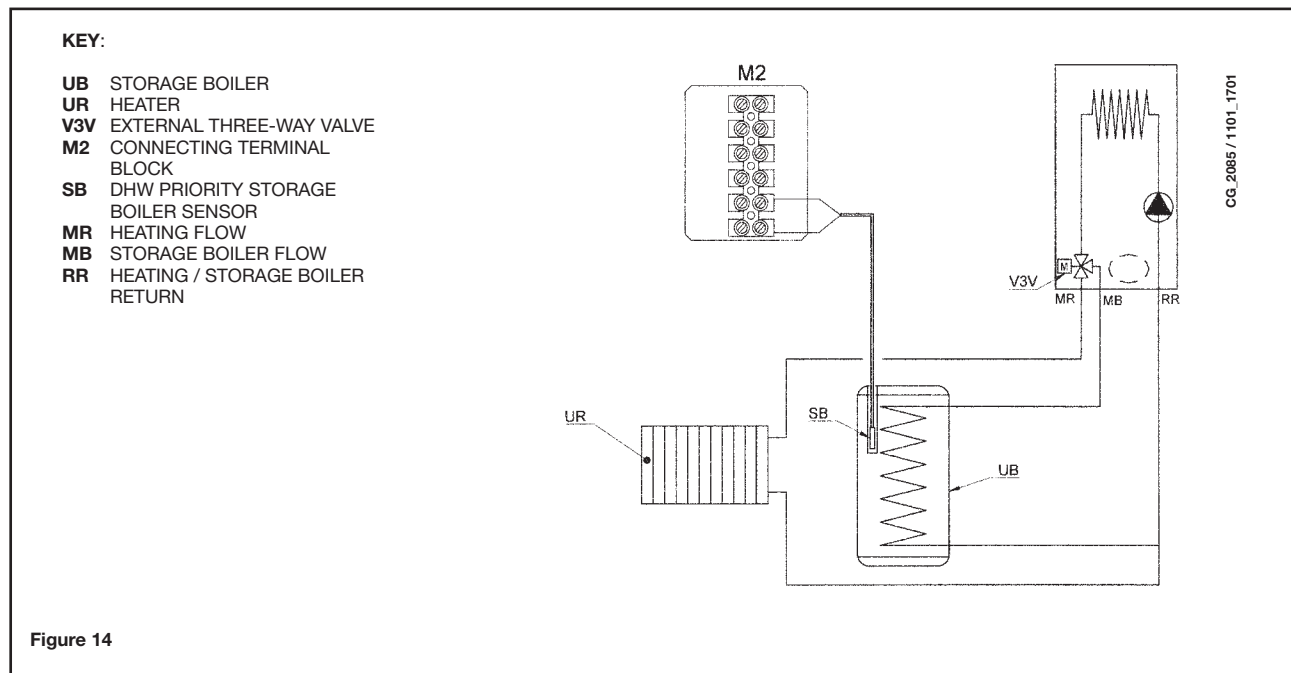 KEY:
UB STORAGE BOILER
UR HEATER
V3V EXTERNAL THREE-WAY VALVE
M2 CONNECTING TERMINAL
BLOCK
SB DHW PRIORITY STORAGE
BOILER SENSOR
MR HEATING FLOW
MB STORAGE BOILER FLOW
RR HEATING / STORAGE BOILER
RETURN
M2
CG_2085 / 1101_1701
M
V3V
MR MB RR
UR
SB
UB
Figure 14